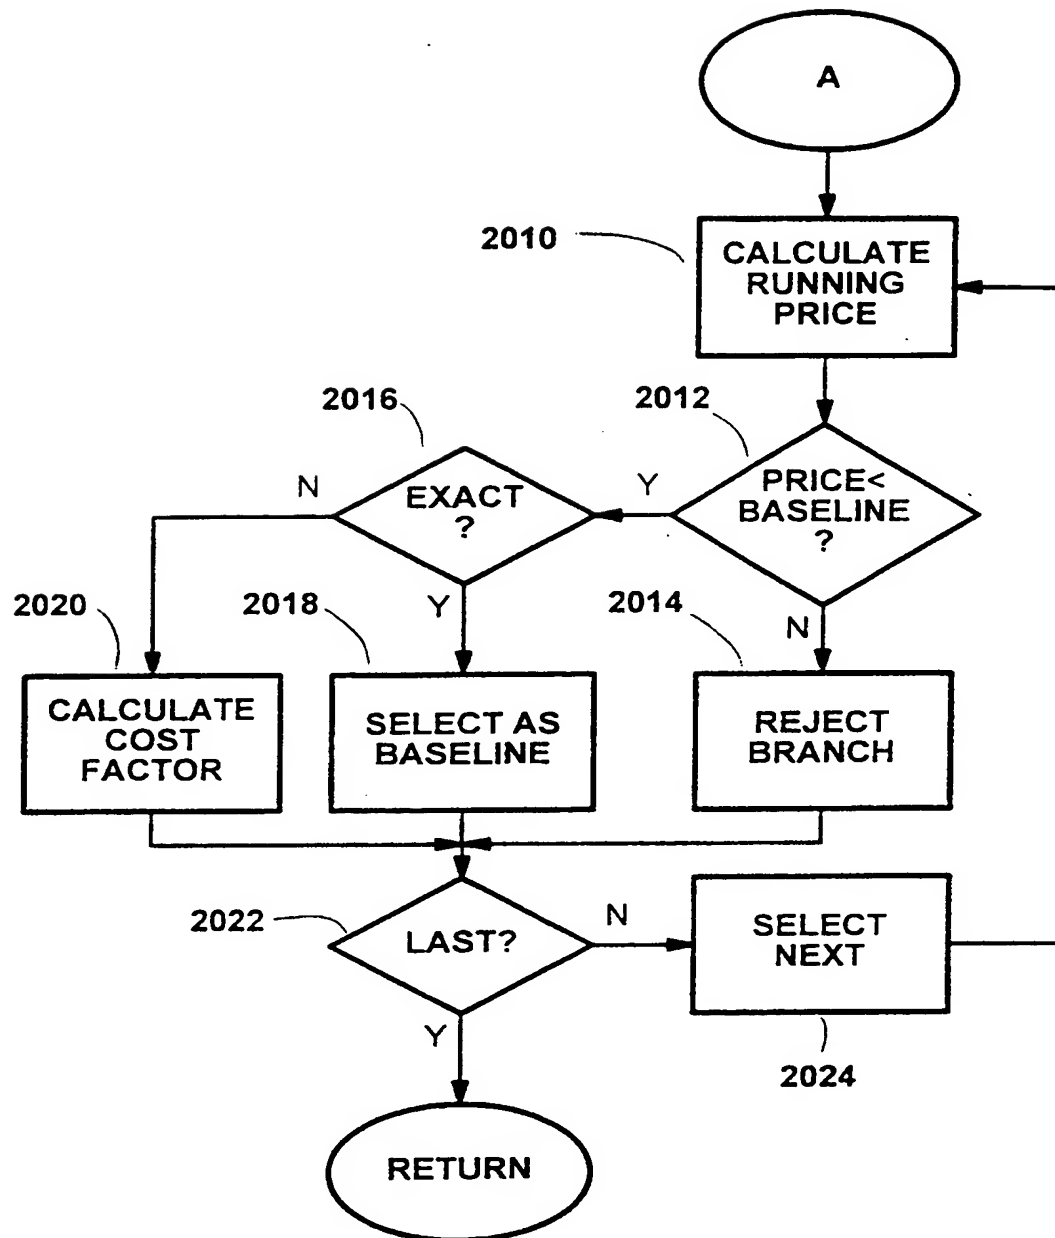 A
2010
CALCULATE
RUNNING
PRICE
2016
2012
N
EXACT
?
Y
PRICE<
BASELINE
?
2020
2018
Y
2014
N
CALCULATE
COST
FACTOR
SELECT AS
BASELINE
REJECT
BRANCH
2022
LAST?
N
SELECT
NEXT
Y
2024
RETURN